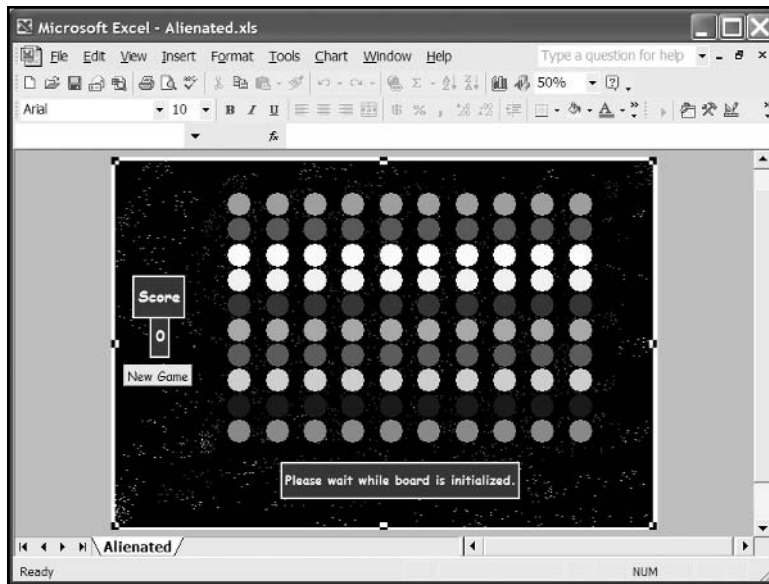 Microsoft Excel - Alienated.xls
File Edit View Insert Format Tools Chart Window Help Type a question for help
50%
Arial 10 B I U $ % ,
fx
Score
0
New Game
Please wait while board is initialized.
Alienated
Ready NUM